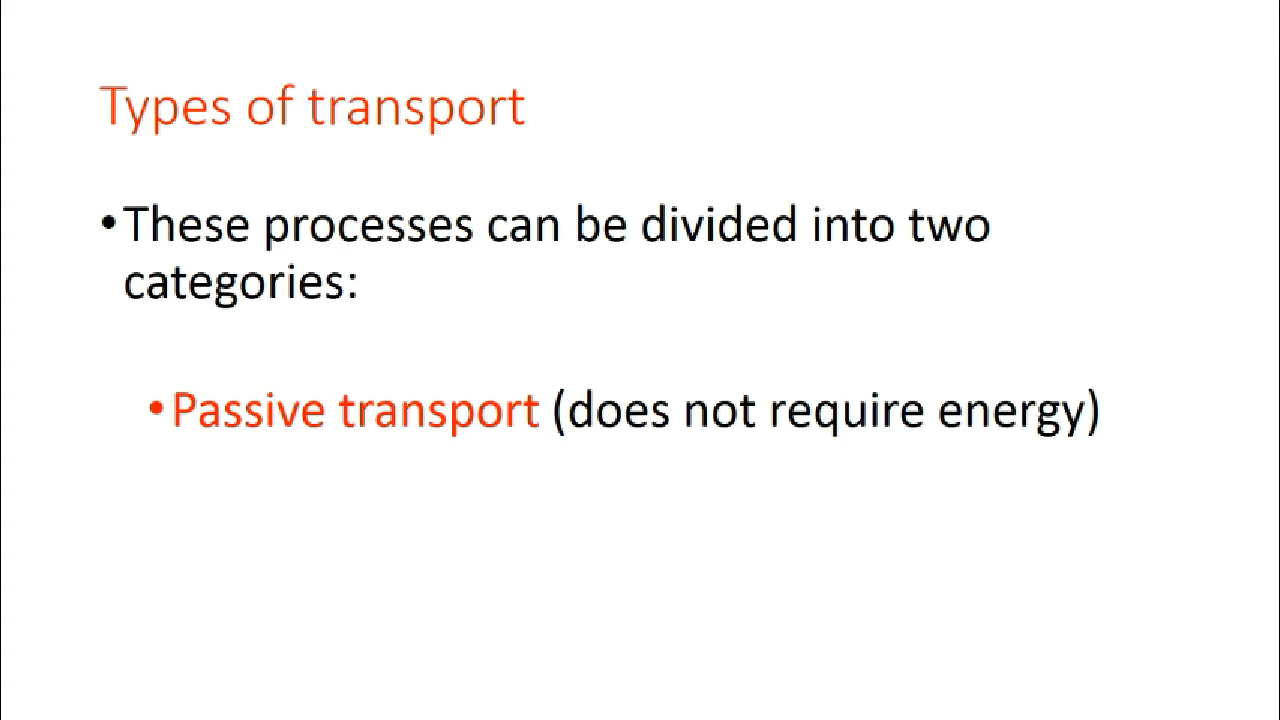 Types of transport
•These processes can be divided into two
categories:
•Passive transport (does not require energy)